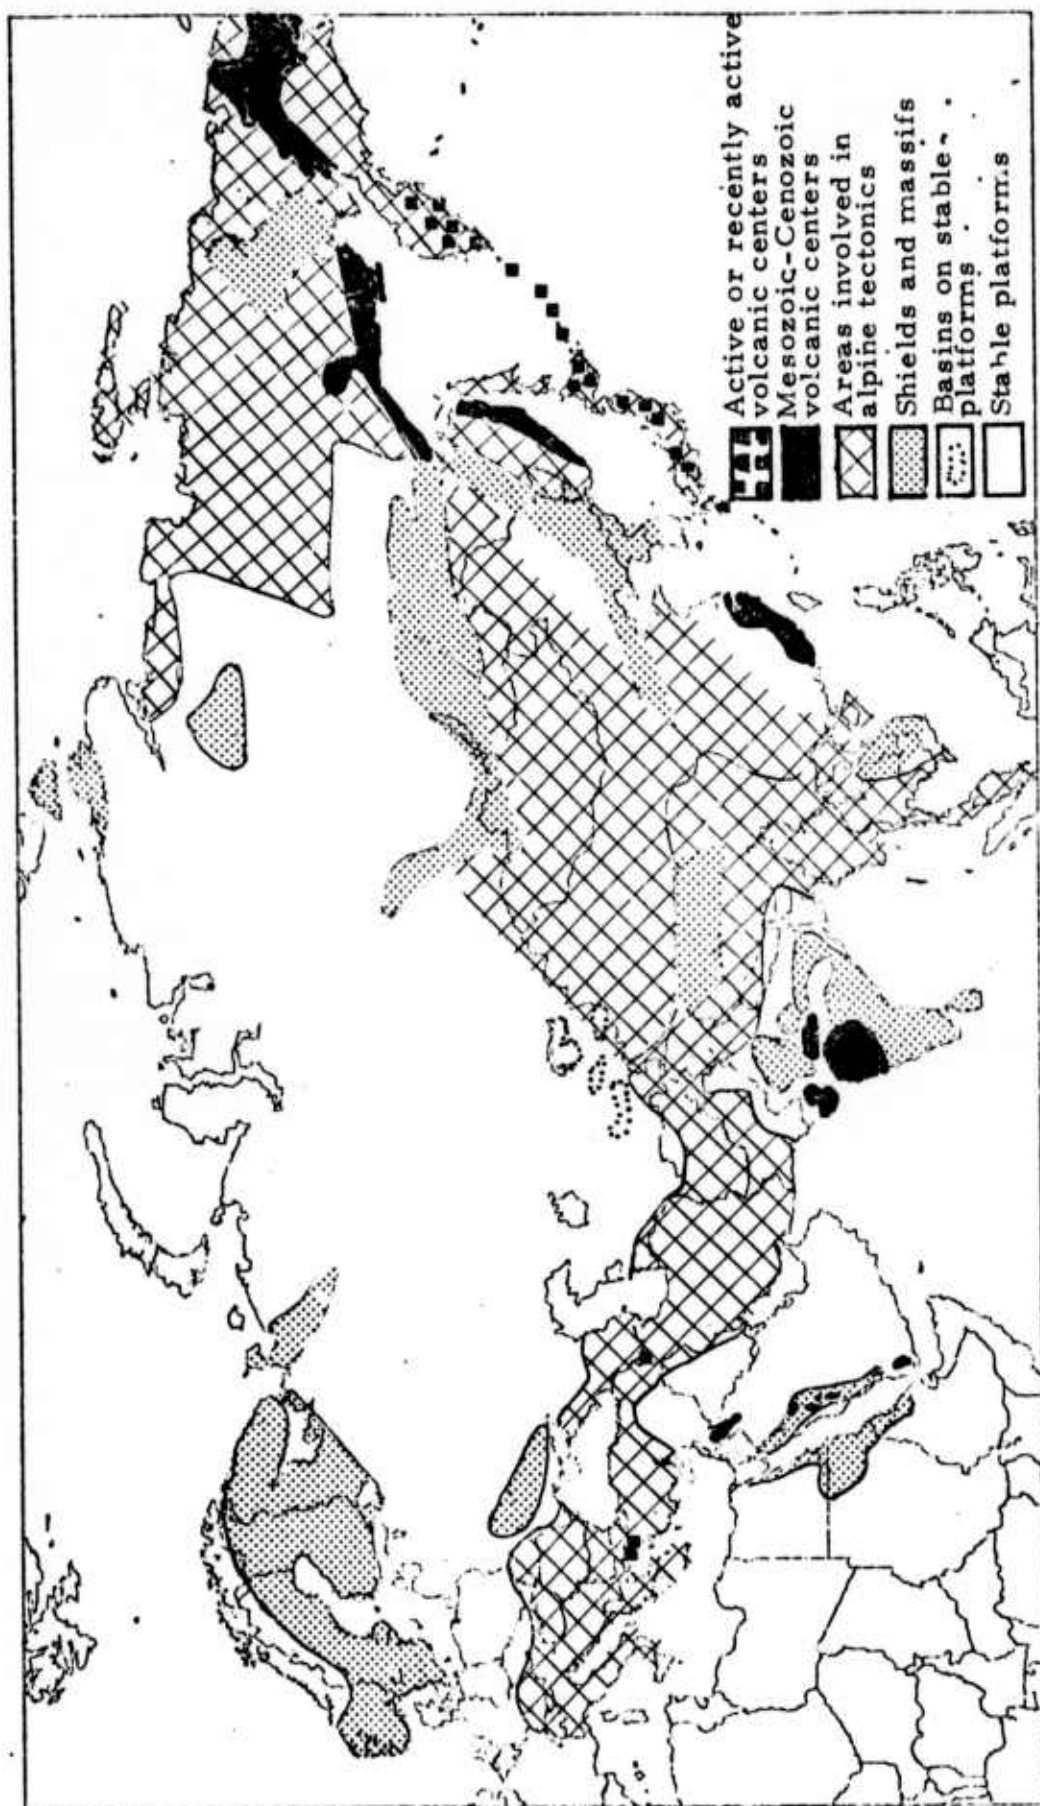 Active or recently active
volcanic centers
Mesozoic-Cenozoic
volcanic centers
Areas involved in
alpine tectonics
Shields and massifs
Basins on stable
platforms
Stable platforms